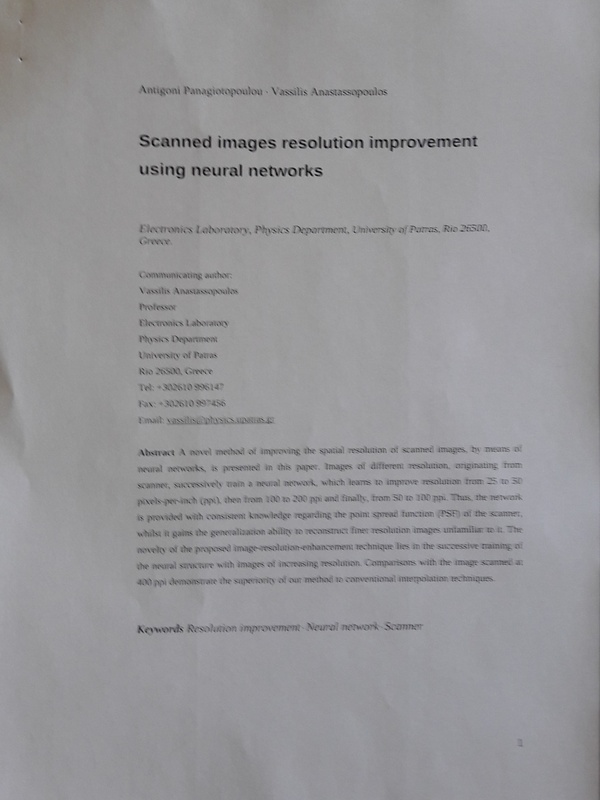 Antigoni Panagiotopoulou · Vassilis Anastassopoulos
Scanned images resolution improvement
using neural networks
Electronics Laboratory, Physics Department, University of Patras, Rio 26500,
Greece.
Communicating author:
Vassilis Anastassopoulos
Professor
Electronics Laboratory
Physics Department
University of Patras
Rio 26500, Greece
Tel: +302610 996147
Fax: +302610 997456
Email: vassilis@physics.upatras.gr
Abstract A novel method of improving the spatial resolution of scanned images, by means of
neural networks, is presented in this paper. Images of different resolution, originating from
scanner, successively train a neural network, which learns to improve resolution from 25 to 50
pixels-per-inch (ppi), then from 100 to 200 ppi and finally, from 50 to 100 ppi. Thus, the network
is provided with consistent knowledge regarding the point spread function (PSF) of the scanner,
whilst it gains the generalization ability to reconstruct finer resolution images unfamiliar to it. The
novelty of the proposed image-resolution-enhancement technique lies in the successive training of
the neural structure with images of increasing resolution. Comparisons with the image scanned at
400 ppi demonstrate the superiority of our method to conventional interpolation techniques.
Keywords Resolution improvement· Neural network· Scanner